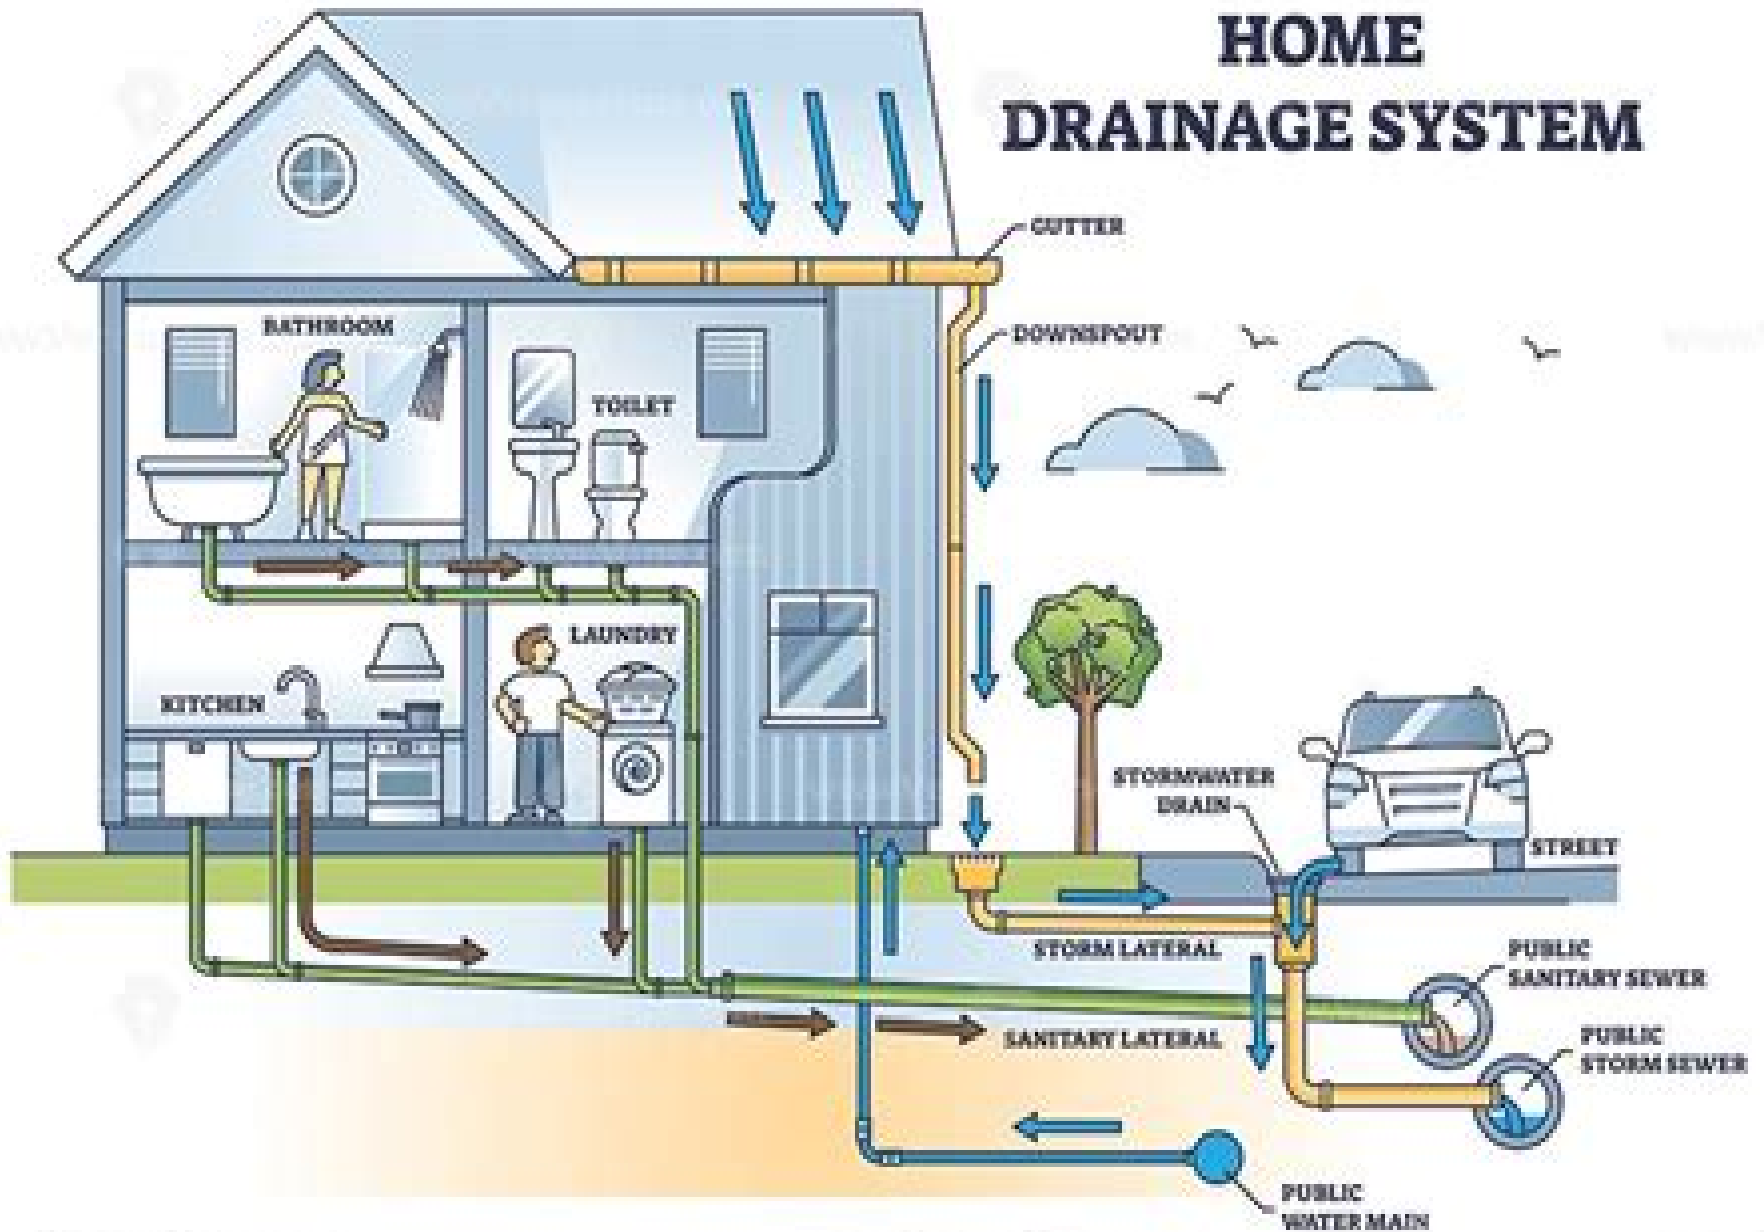 HOME
DRAINAGE SYSTEM
GUTTER
BATHROOM
DOWNSPOUT
TOILET
LAUNDRY
KITCHEN
STORMWATER
DRAIN
STREET
STORM LATERAL
PUBLIC
SANITARY SEWER
SANITARY LATERAL
PUBLIC
STORM SEWER
PUBLIC
WATER MAIN